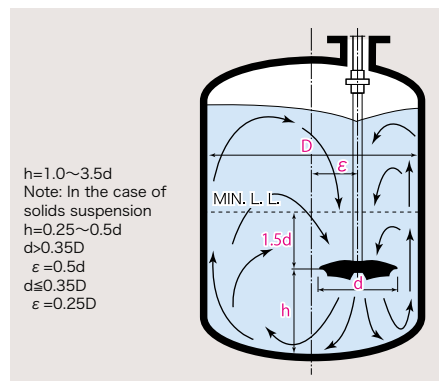 h=1.0～3.5d
Note: In the case of
solids suspension
h=0.25～0.5d
d>0.35D
ε=0.5d
d≦0.35D
ε=0.25D
D
ε
MIN. L. L.
1.5d
d
h